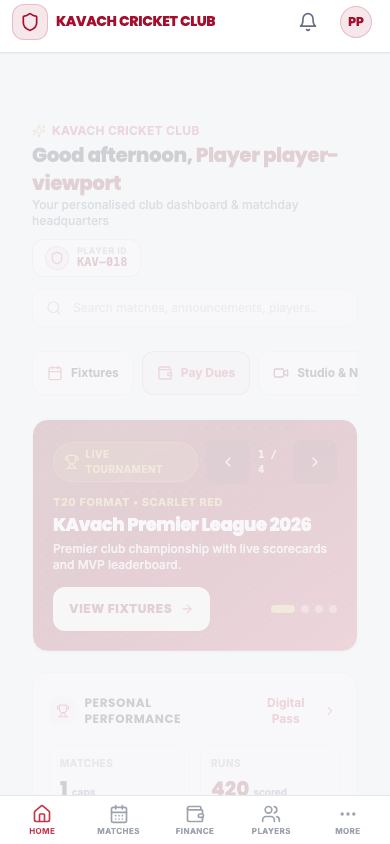 KAVACH CRICKET CLUB
PP
KAVACH CRICKET CLUB
Good afternoon, Player player-
viewport
Your personalised club dashboard & matchday
headquarters
PLAYER ID
KAV-018
Search matches, announcements, players..
Fixtures
Pay Dues
Studio & N
LIVE
TOURNAMENT
1 /
4
T20 FORMAT • SCARLET RED
KAvach Premier League 2026
Premier club championship with live scorecards
and MVP leaderboard.
VIEW FIXTURES →
PERSONAL
PERFORMANCE
Digital
Pass
MATCHES
1 caps
RUNS
420 scored
HOME
MATCHES
FINANCE
PLAYERS
MORE